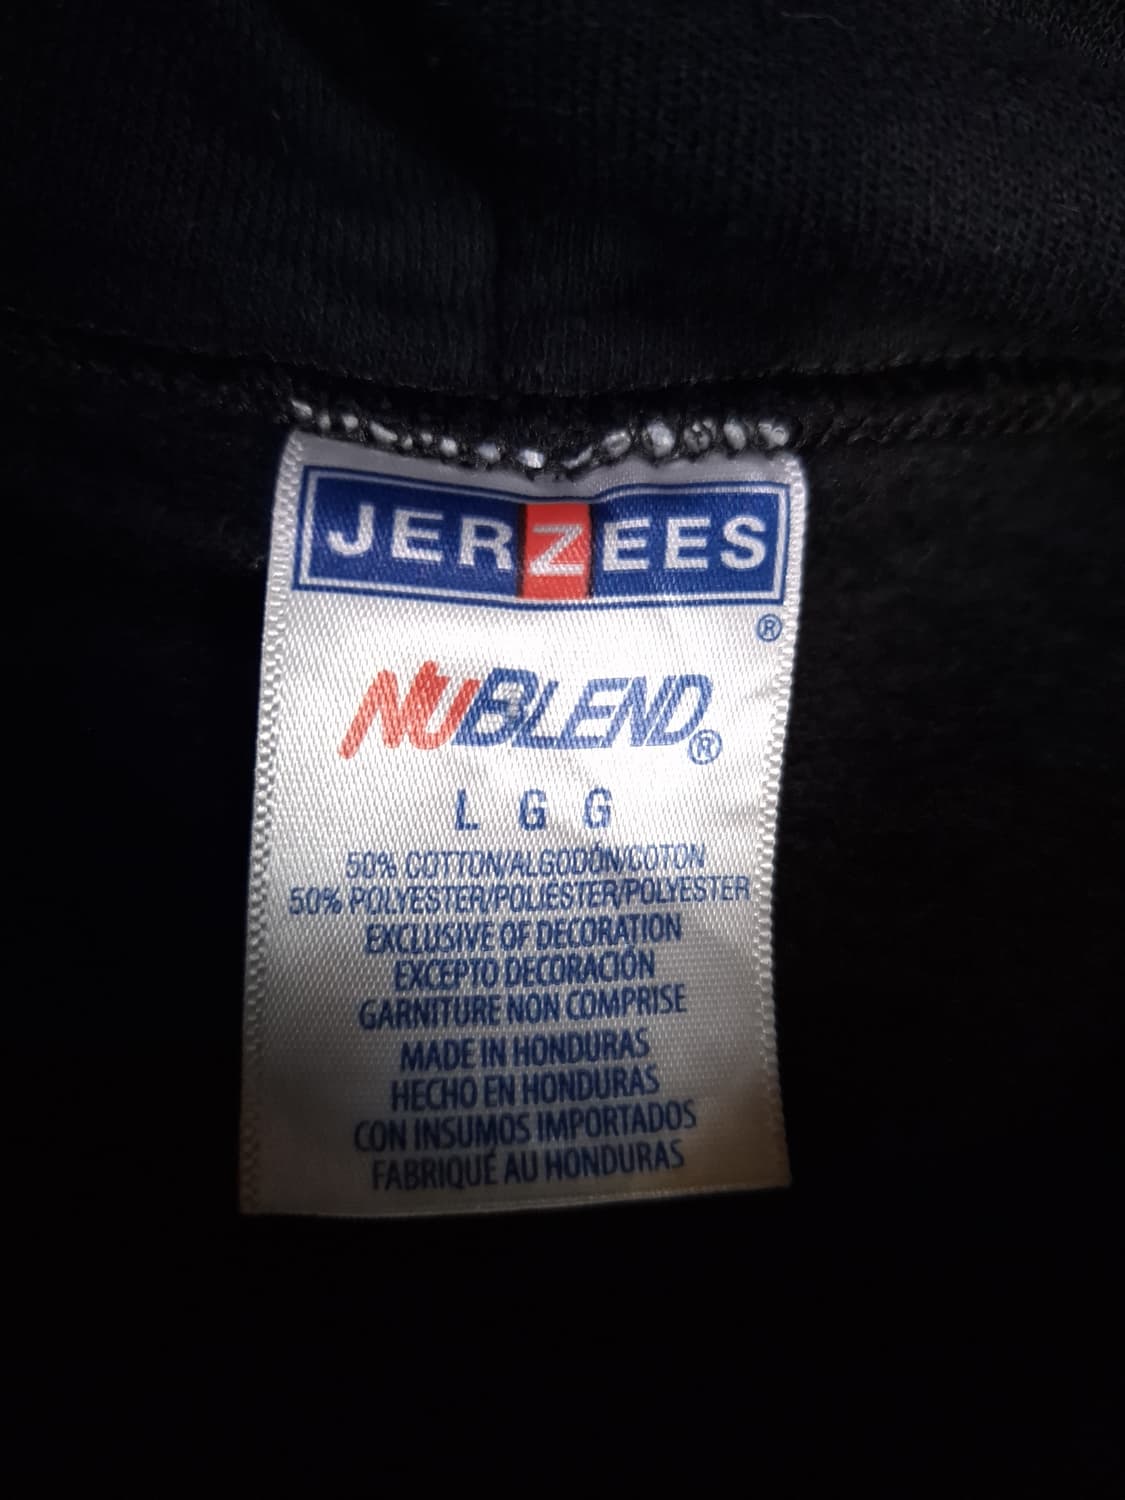 JERZEES
®
NUBLEND®
L G G
50% COTTON/ALGODÓN/COTON
50% POLYESTER/POLIESTER/POLYESTER
EXCLUSIVE OF DECORATION
EXCEPTO DECORACIÓN
GARNITURE NON COMPRISE
MADE IN HONDURAS
HECHO EN HONDURAS
CON INSUMOS IMPORTADOS
FABRIQUÉ AU HONDURAS